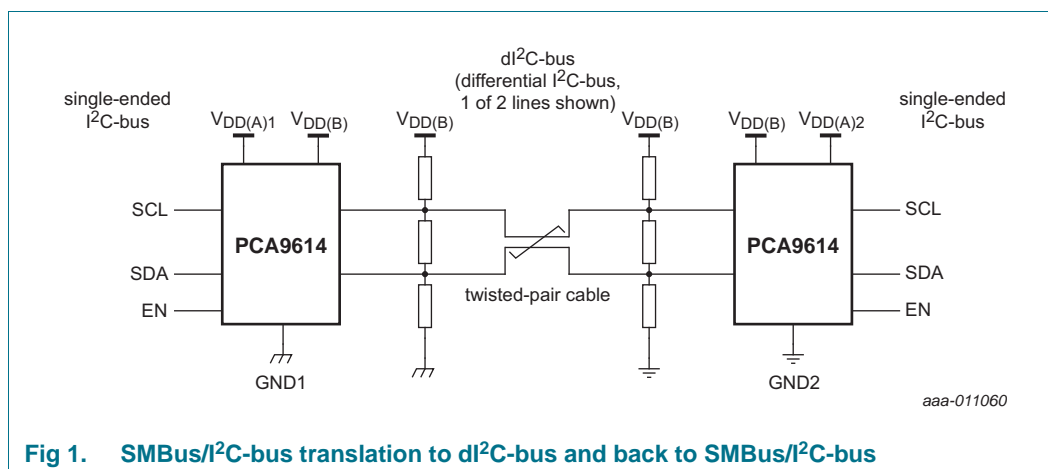 dI²C-bus
(differential I²C-bus,
1 of 2 lines shown)
single-ended
I²C-bus
VDD(A)1
VDD(B)
VDD(B)
VDD(B)
VDD(B)
VDD(A)2
single-ended
I²C-bus
SCL
SDA
EN
PCA9614
GND1
twisted-pair cable
PCA9614
GND2
SCL
SDA
EN
aaa-011060
Fig 1. SMBus/I²C-bus translation to dI²C-bus and back to SMBus/I²C-bus